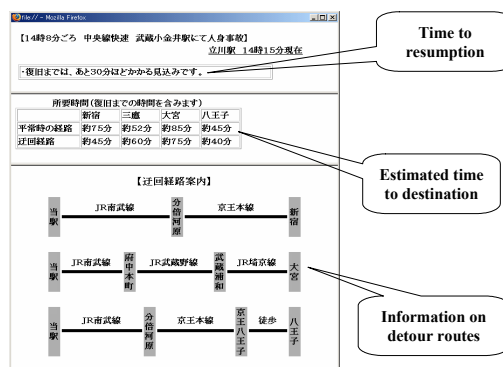 file:// - Mozilla Firefox
【14時8分ごろ 中央線快速 武蔵小金井駅にて人身事故】
立川駅 14時15分現在
・復旧までは、あと30分ほどかかる見込みです。
Time to
resumption
所要時間(復旧までの時間を含みます)
新宿 三鷹 大宮 八王子
平常時の経路 約75分 約52分 約85分 約45分
迂回経路 約45分 約60分 約75分 約40分
Estimated time
to destination
【迂回経路案内】
当駅 JR南武線 分倍河原 京王本線 新宿
当駅 JR南武線 府中本町 JR武蔵野線 武蔵浦和 JR埼京線 大宮
当駅 JR南武線 分倍河原 京王本線 京王八王子 徒歩 八王子
Information on
detour routes